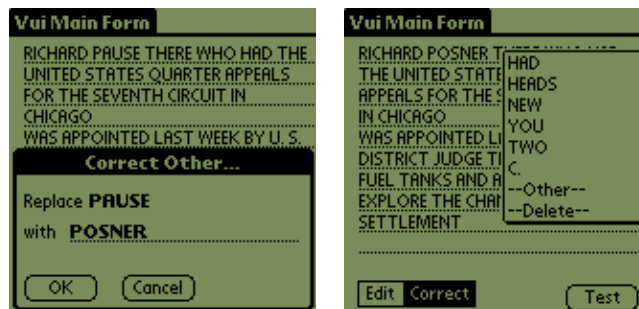 Vui Main Form
RICHARD PAUSE THERE WHO HAD THE
UNITED STATES QUARTER APPEALS
FOR THE SEVENTH CIRCUIT IN
CHICAGO
WAS APPOINTED LAST WEEK BY U. S.
Correct Other...
Replace PAUSE
with POSNER
OK Cancel
Vui Main Form
RICHARD POSNER
THE UNITED STATE
APPEALS FOR THE S
IN CHICAGO
WAS APPOINTED L
DISTRICT JUDGE T
FUEL TANKS AND A
EXPLORE THE CHA
SETTLEMENT
HAD
HEADS
NEW
YOU
TWO
C.
--Other--
--Delete--
Edit Correct Test